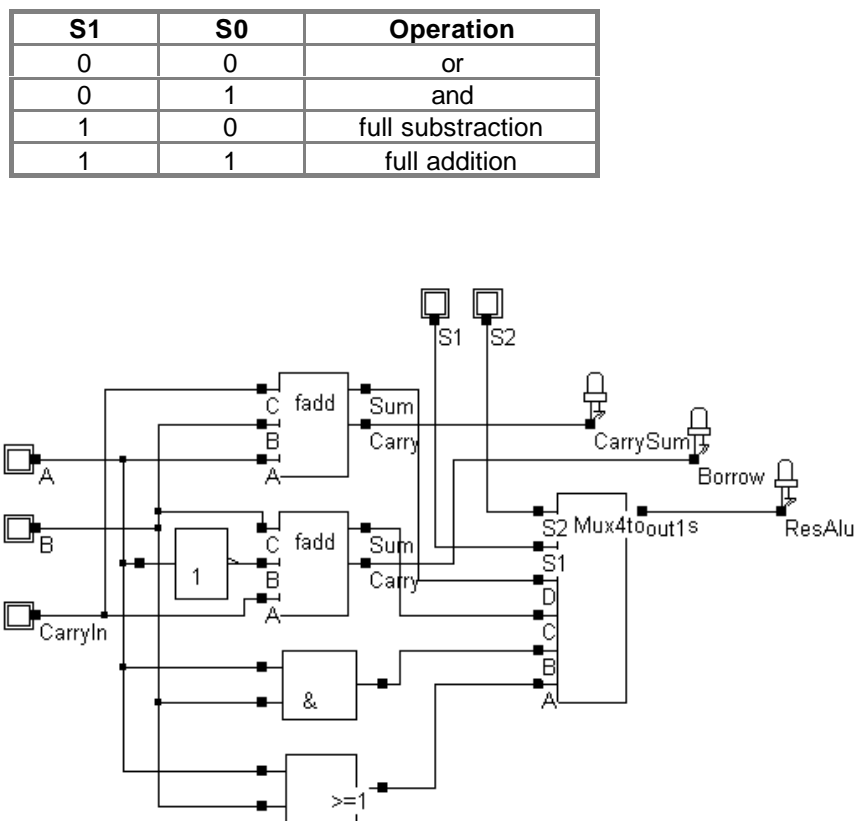 S1 S0 Operation
0 0 or
0 1 and
1 0 full substraction
1 1 full addition
S1 S2
C fadd Sum
B Carry
A
A
CarrySum
Borrow
ResAlu
B
C fadd Sum
1 B Carry
A
CarryIn
S2 Mux4to out1s
S1
D
C
B
A
&
>=1